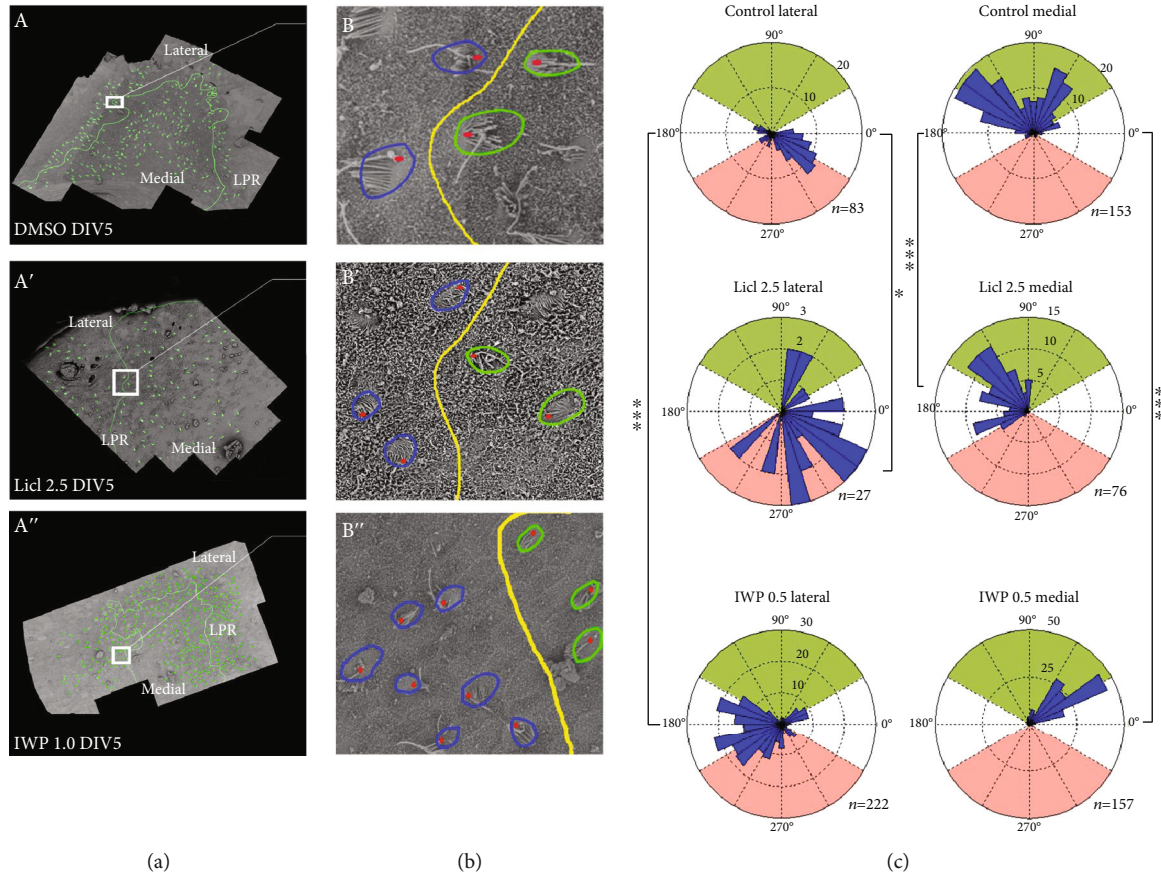 A
Lateral
Medial
LPR
DMSO DIV5
A′
Lateral
LPR
Medial
Licl 2.5 DIV5
A′′
Lateral
LPR
Medial
IWP 1.0 DIV5
(a)
B
B′
B′′
(b)
Control lateral
90°
20
10
180°
0°
270°
n=83
Control medial
90°
20
10
180°
0°
270°
n=153
Licl 2.5 lateral
90°
3
2
180°
0°
270°
n=27
Licl 2.5 medial
90°
15
10
5
180°
0°
270°
n=76
IWP 0.5 lateral
90°
30
20
10
180°
0°
270°
n=222
IWP 0.5 medial
90°
50
25
180°
0°
270°
n=157
***
*
***
***
(c)